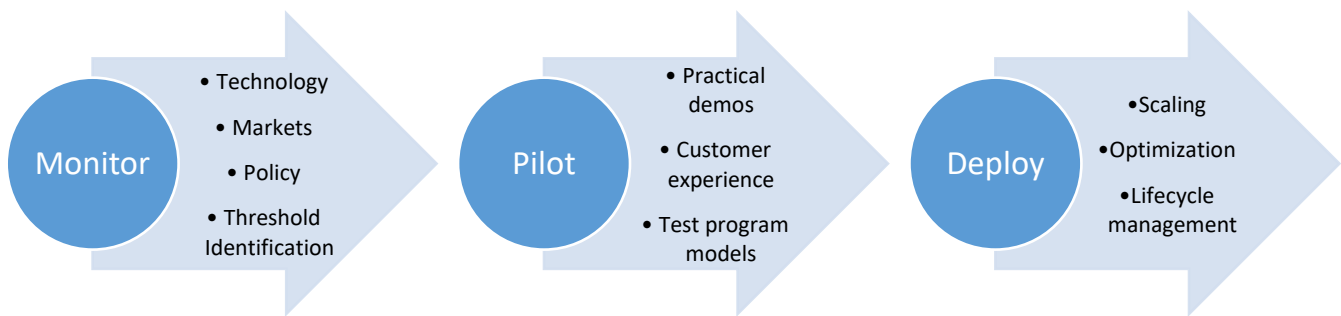 Monitor
• Technology
• Markets
• Policy
• Threshold
Identification
Pilot
• Practical
demos
• Customer
experience
• Test program
models
Deploy
•Scaling
•Optimization
•Lifecycle
management